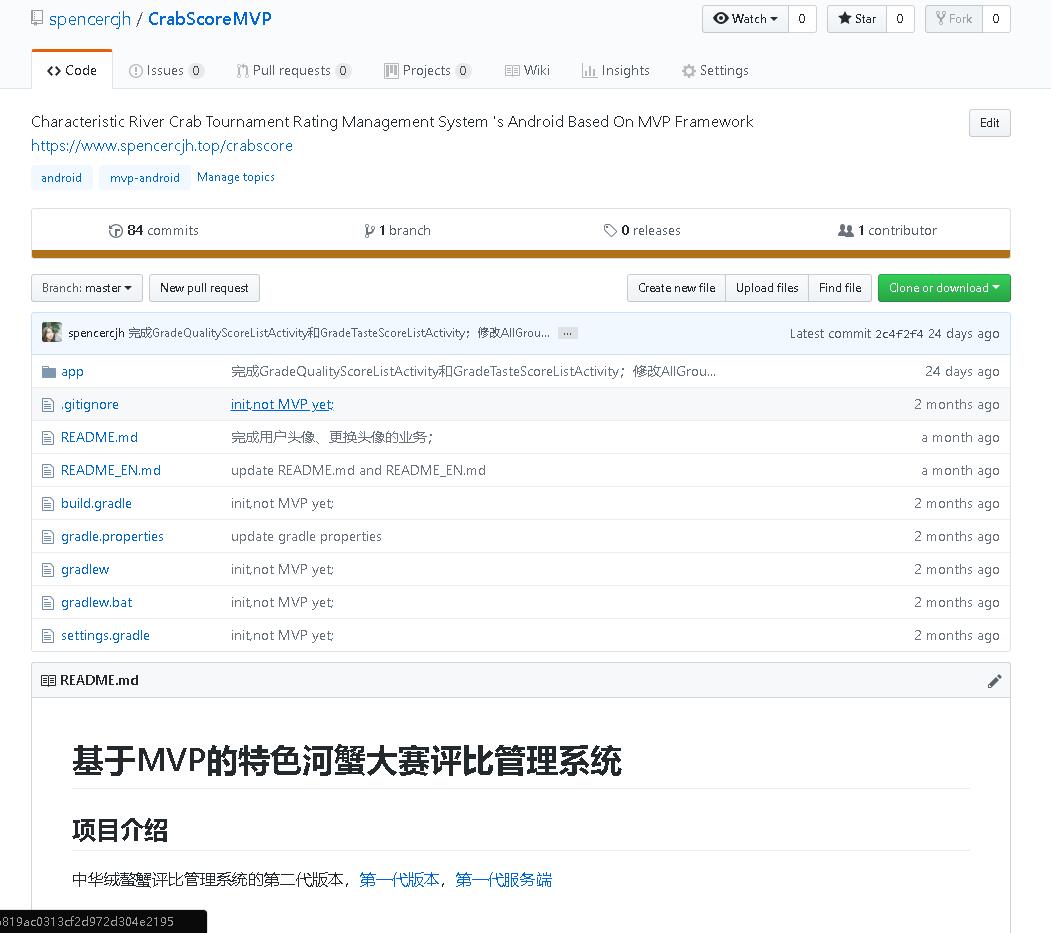 spencercjh / CrabScoreMVP
Watch 0 Star 0 Fork 0
Code Issues 0 Pull requests 0 Projects 0 Wiki Insights Settings
Characteristic River Crab Tournament Rating Management System 's Android Based On MVP Framework
Edit
https://www.spencercjh.top/crabscore
android mvp-android Manage topics
84 commits 1 branch 0 releases 1 contributor
Branch: master New pull request Create new file Upload files Find file Clone or download
spencercjh 完成GradeQualityScoreListActivity和GradeTasteScoreListActivity；修改AllGrou... ... Latest commit 2c4f2f4 24 days ago
app 完成GradeQualityScoreListActivity和GradeTasteScoreListActivity；修改AllGrou... 24 days ago
.gitignore init,not MVP yet; 2 months ago
README.md 完成用户头像、更换头像的业务； a month ago
README_EN.md update README.md and README_EN.md a month ago
build.gradle init,not MVP yet; 2 months ago
gradle.properties update gradle properties 2 months ago
gradlew init,not MVP yet; 2 months ago
gradlew.bat init,not MVP yet; 2 months ago
settings.gradle init,not MVP yet; 2 months ago
README.md
基于MVP的特色河蟹大赛评比管理系统
项目介绍
中华绒螯蟹评比管理系统的第二代版本，第一代版本，第一代服务端
819ac0313cf2d972d304e2195